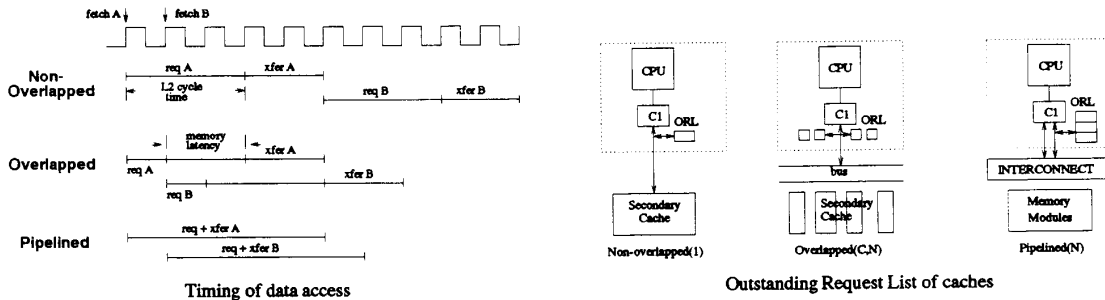 fetch A
fetch B
Non-
Overlapped
req A
xfer A
L2 cycle
time
req B
xfer B
Overlapped
memory
latency
req A
xfer A
req B
xfer B
Pipelined
req + xfer A
req + xfer B
Timing of data access
CPU
C1
ORL
Secondary
Cache
Non-overlapped(1)
CPU
C1
ORL
bus
Secondary
Cache
Overlapped(C,N)
CPU
C1
ORL
INTERCONNECT
Memory
Modules
Pipelined(N)
Outstanding Request List of caches